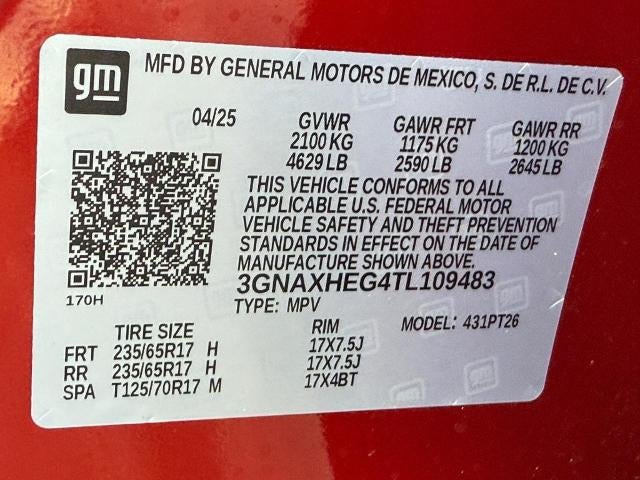 gm
MFD BY GENERAL MOTORS DE MEXICO, S. DE R.L. DE C.V.
04/25 GVWR GAWR FRT GAWR RR
2100 KG 1175 KG 1200 KG
4629 LB 2590 LB 2645 LB
THIS VEHICLE CONFORMS TO ALL
APPLICABLE U.S. FEDERAL MOTOR
VEHICLE SAFETY AND THEFT PREVENTION
STANDARDS IN EFFECT ON THE DATE OF
MANUFACTURE SHOWN ABOVE.
3GNAXHEG4TL109483
170H
TYPE: MPV MODEL: 431PT26
TIRE SIZE RIM
FRT 235/65R17 H 17X7.5J
RR 235/65R17 H 17X7.5J
SPA T125/70R17 M 17X4BT